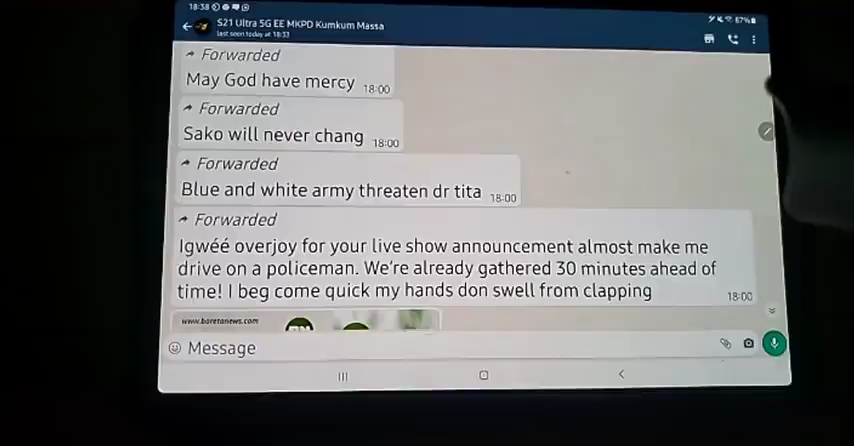 18:38
87%
S21 Ultra 5G EE MKPD Kumkum Massa
last seen today at 18:33
Forwarded
May God have mercy 18:00
Forwarded
Sako will never chang 18:00
Forwarded
Blue and white army threaten dr tita 18:00
Forwarded
Igwéé overjoy for your live show announcement almost make me
drive on a policeman. We're already gathered 30 minutes ahead of
time! I beg come quick my hands don swell from clapping 18:00
www.baretanews.com
Message